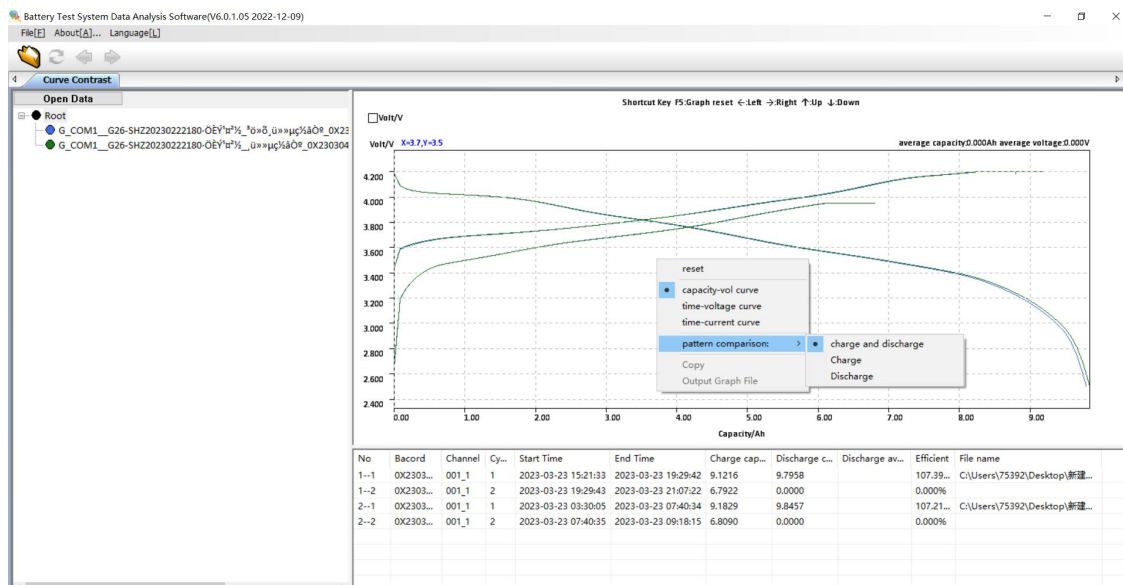 Battery Test System Data Analysis Software(V6.0.1.05 2022-12-09)
File[F] About[A]... Language[L]
Curve Contrast
Open Data
Root
G_COM1__G26-SHZ20230222180-ÖÈÝ¹¤²½_ªö»õ¸ü»»µç½âÒº_0X23
G_COM1__G26-SHZ20230222180-ÖÈÝ¹¤²½_¸ü»»µç½âÒº_0X230304
Shortcut Key F5:Graph reset ←:Left →:Right ↑:Up ↓:Down
Volt/V
Volt/V X=3.7,Y=3.5 average capacity:0.000Ah average voltage:0.000V
4.200
4.000
3.800
3.600
3.400
3.200
3.000
2.800
2.600
2.400
0.00 1.00 2.00 3.00 4.00 5.00 6.00 7.00 8.00 9.00
Capacity/Ah
reset
capacity-vol curve
time-voltage curve
time-current curve
pattern comparison: >
Copy
Output Graph File
charge and discharge
Charge
Discharge
No Bacord Channel Cy... Start Time End Time Charge cap... Discharge c... Discharge av... Efficient File name
1--1 0X2303... 001_1 1 2023-03-23 15:21:33 2023-03-23 19:29:42 9.1216 9.7958 107.39... C:\Users\75392\Desktop\新建...
1--2 0X2303... 001_1 2 2023-03-23 19:29:43 2023-03-23 21:07:22 6.7922 0.0000 0.000%
2--1 0X2303... 001_1 1 2023-03-23 03:30:05 2023-03-23 07:40:34 9.1829 9.8457 107.21... C:\Users\75392\Desktop\新建...
2--2 0X2303... 001_1 2 2023-03-23 07:40:35 2023-03-23 09:18:15 6.8090 0.0000 0.000%